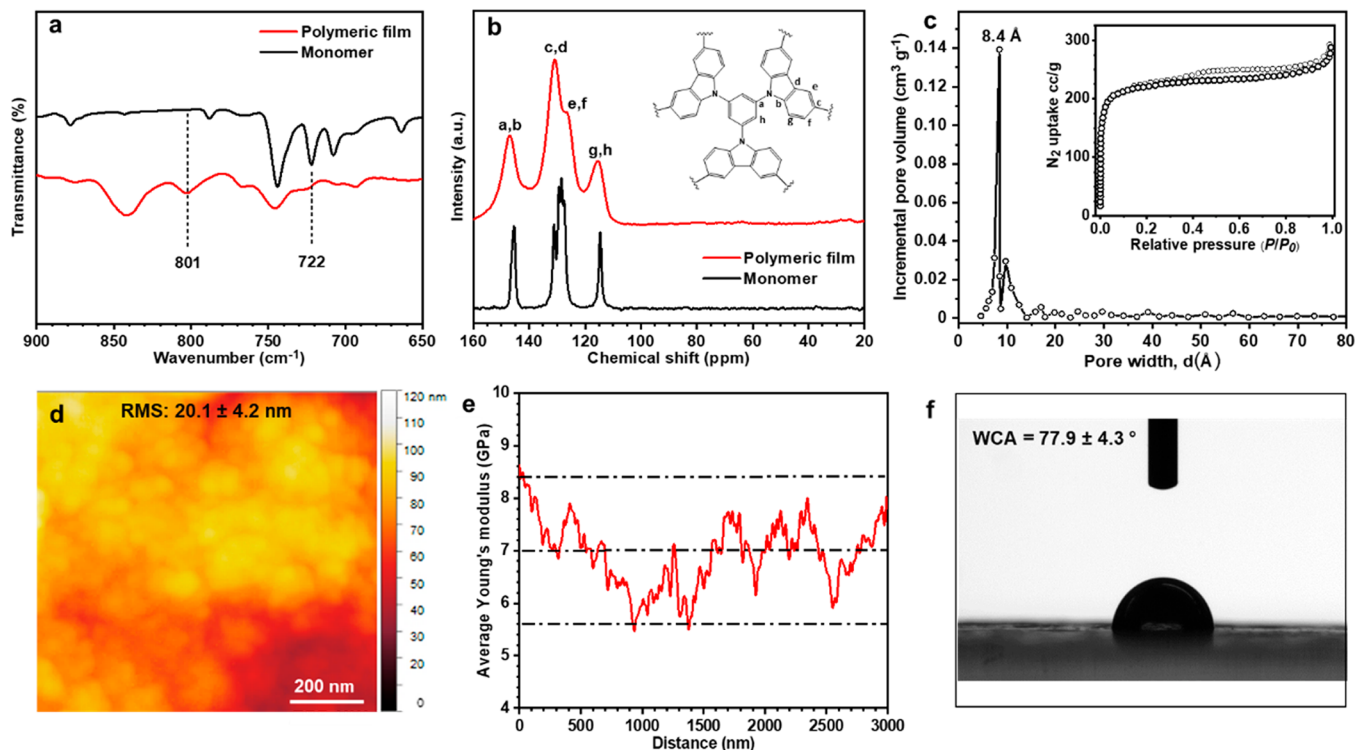 a
Polymeric film
Monomer
Transmittance (%)
801
722
900
850
800
750
700
650
Wavenumber (cm⁻¹)
b
c,d
e,f
a,b
g,h
N
N
N
a
b
c
d
e
f
g
h
Polymeric film
Monomer
Intensity (a.u.)
160
140
120
100
80
60
40
20
Chemical shift (ppm)
c
8.4 Å
Incremental pore volume (cm³ g⁻¹)
0.14
0.12
0.10
0.08
0.06
0.04
0.02
0.00
0
10
20
30
40
50
60
70
80
Pore width, d(Å)
N₂ uptake cc/g
300
200
100
0
0.0
0.2
0.4
0.6
0.8
1.0
Relative pressure (P/P₀)
d
RMS: 20.1 ± 4.2 nm
200 nm
120 nm
110
100
90
80
70
60
50
40
30
20
10
0
e
Average Young's modulus (GPa)
10
9
8
7
6
5
4
0
500
1000
1500
2000
2500
3000
Distance (nm)
f
WCA = 77.9 ± 4.3 °